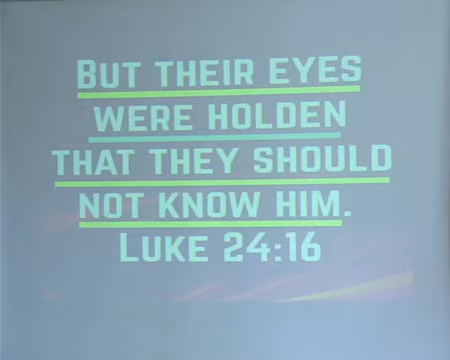 But their eyes
were holden
that they should
not know him.
Luke 24:16